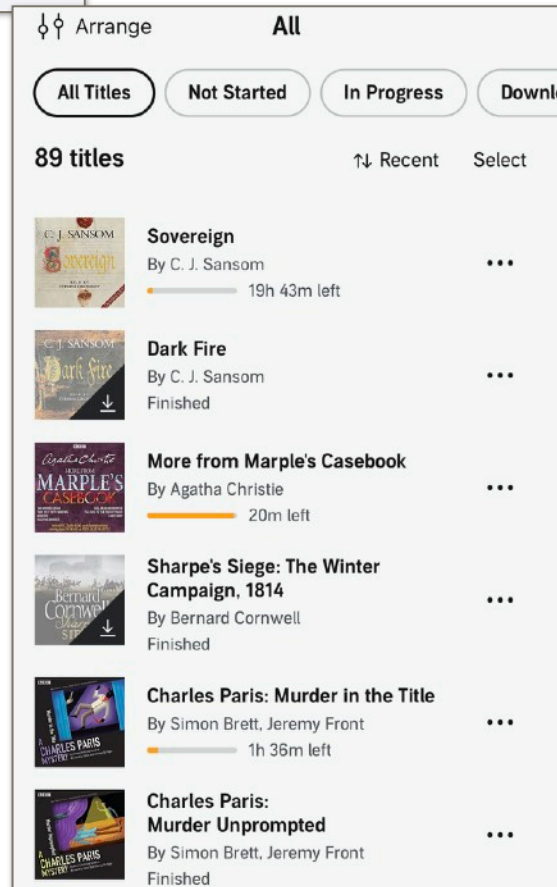 Arrange
All
All Titles
Not Started
In Progress
89 titles
↑↓ Recent
Select
C. J. SANSOM
Sovereign
Sovereign
By C. J. Sansom
19h 43m left
C. J. SANSOM
Dark Fire
Dark Fire
By C. J. Sansom
Finished
Agatha Christie
MORE FROM
MARPLE'S
CASEBOOK
More from Marple's Casebook
By Agatha Christie
20m left
Bernard
Cornwell
Sharpe's Siege: The Winter
Campaign, 1814
By Bernard Cornwell
Finished
A
CHARLES PARIS
MYSTERY
Charles Paris: Murder in the Title
By Simon Brett, Jeremy Front
1h 36m left
A
CHARLES PARIS
Charles Paris:
Murder Unprompted
By Simon Brett, Jeremy Front
Finished